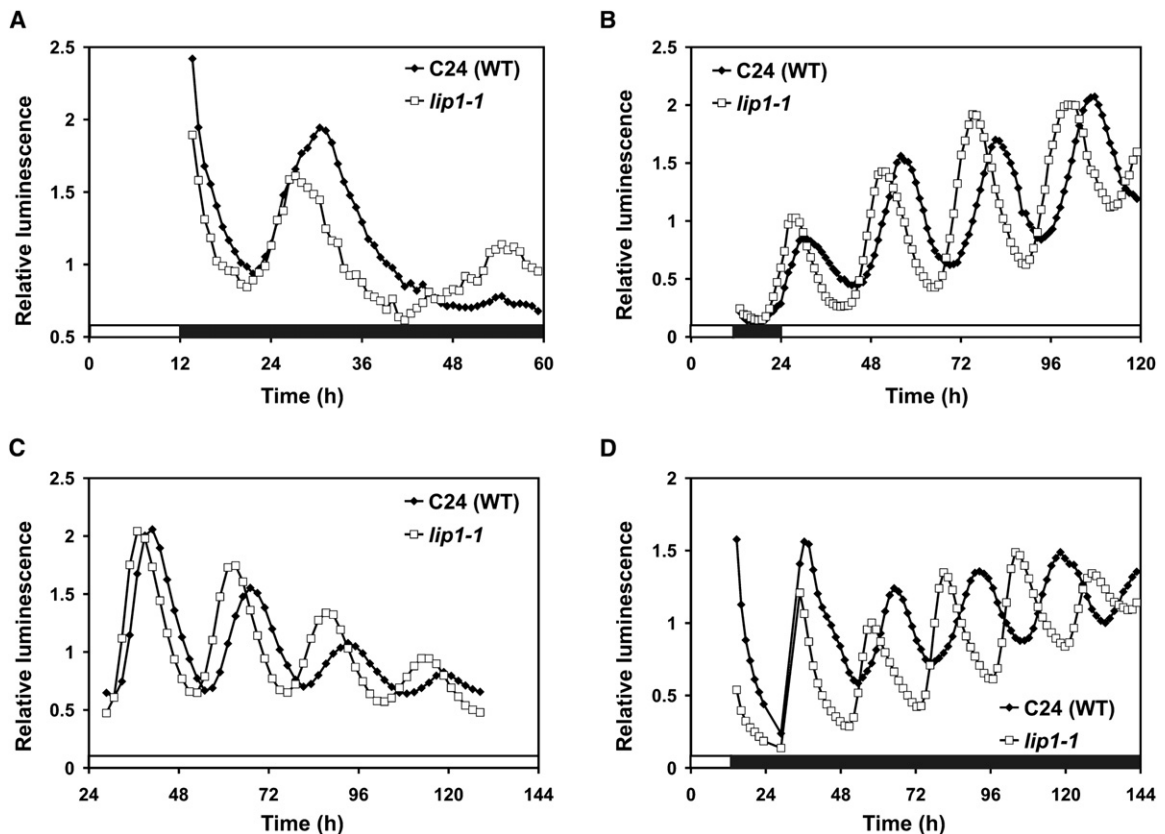 A
2.5
2
1.5
1
0.5
Relative luminescence
C24 (WT)
lip1-1
0 12 24 36 48 60
Time (h)
B
2.5
2
1.5
1
0.5
0
Relative luminescence
C24 (WT)
lip1-1
0 24 48 72 96 120
Time (h)
C
2.5
2
1.5
1
0.5
0
Relative luminescence
C24 (WT)
lip1-1
24 48 72 96 120 144
Time (h)
D
2
1.5
1
0.5
0
Relative luminescence
C24 (WT)
lip1-1
0 24 48 72 96 120 144
Time (h)